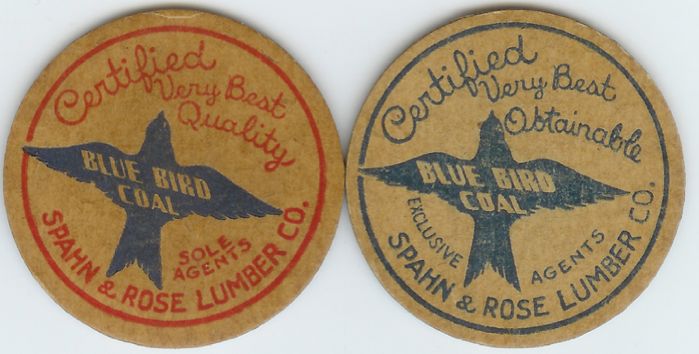 Certified
Very Best
Quality
BLUE BIRD
COAL
SOLE
AGENTS
SPAHN & ROSE LUMBER CO.
Certified
Very Best
Obtainable
BLUE BIRD
COAL
EXCLUSIVE AGENTS
SPAHN & ROSE LUMBER CO.